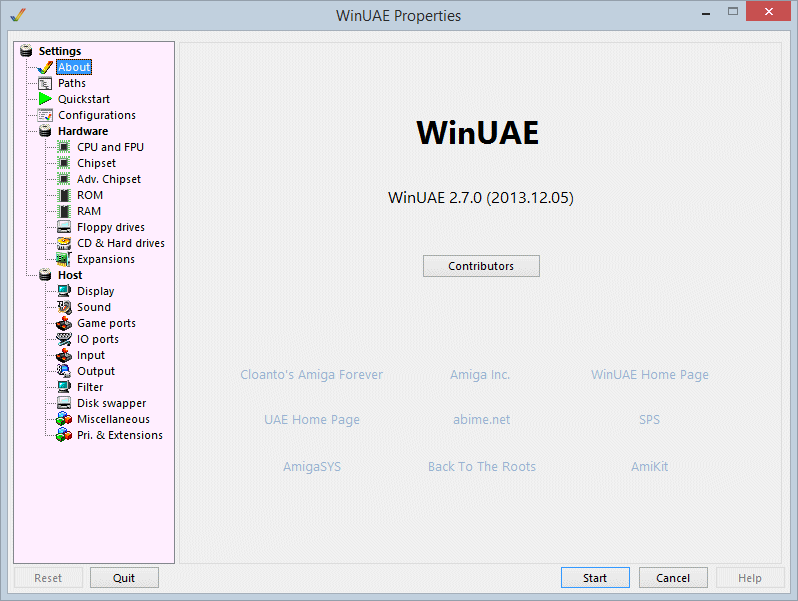 WinUAE Properties
Settings
About
Paths
Quickstart
Configurations
Hardware
CPU and FPU
Chipset
Adv. Chipset
ROM
RAM
Floppy drives
CD & Hard drives
Expansions
Host
Display
Sound
Game ports
IO ports
Input
Output
Filter
Disk swapper
Miscellaneous
Pri. & Extensions
WinUAE
WinUAE 2.7.0 (2013.12.05)
Contributors
Cloanto's Amiga Forever Amiga Inc. WinUAE Home Page
UAE Home Page abime.net SPS
AmigaSYS Back To The Roots AmiKit
Reset Quit Start Cancel Help